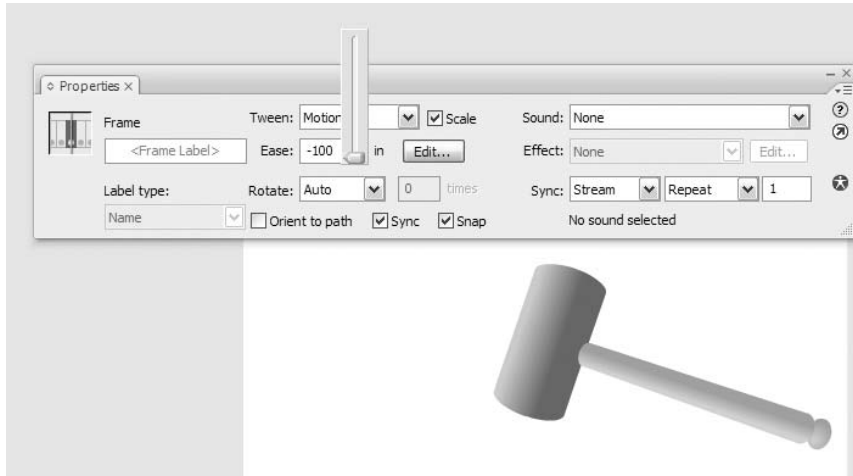 Properties
Frame
<Frame Label>
Label type:
Name
Tween: Motion Scale
Ease: -100 in Edit...
Rotate: Auto 0 times
Orient to path Sync Snap
Sound: None
Effect: None Edit...
Sync: Stream Repeat 1
No sound selected